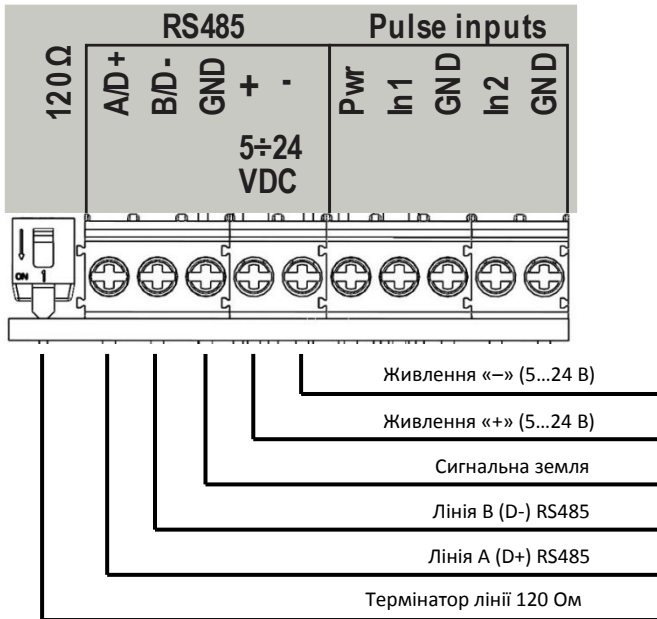 RS485 Pulse inputs
120Ω A/D+ B/D- GND + - Pwr In1 GND In2 GND
5÷24
VDC
ON 1
Живлення «–» (5...24 В)
Живлення «+» (5...24 В)
Сигнальна земля
Лінія B (D-) RS485
Лінія A (D+) RS485
Термінатор лінії 120 Ом